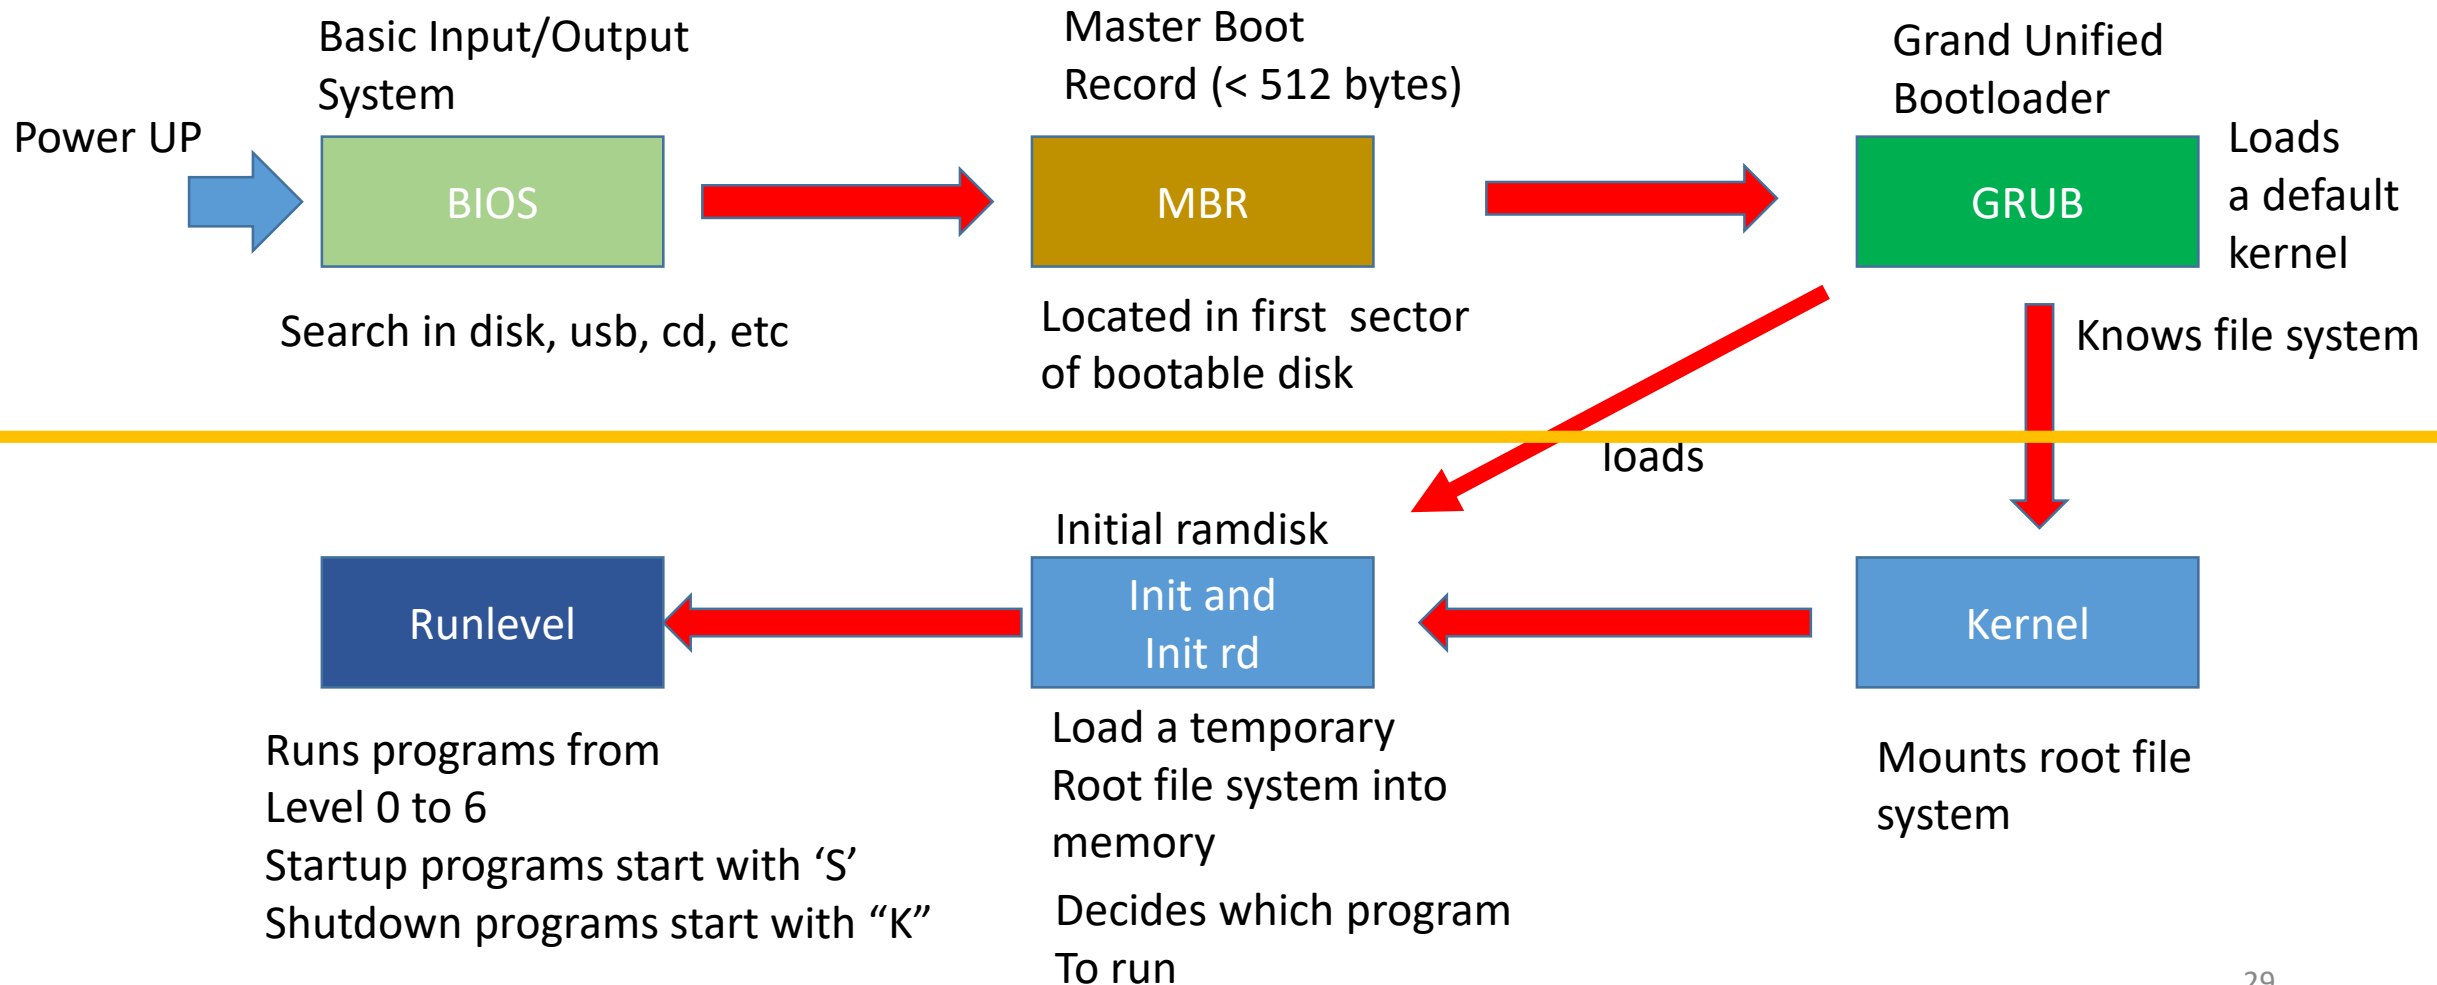 Power UP
Basic Input/Output
System
BIOS
Search in disk, usb, cd, etc
Master Boot
Record (< 512 bytes)
MBR
Located in first  sector
of bootable disk
Grand Unified
Bootloader
GRUB
Loads
a default
kernel
Knows file system
loads
Kernel
Mounts root file
system
Initial ramdisk
Init and
Init rd
Load a temporary
Root file system into
memory
Decides which program
To run
Runlevel
Runs programs from
Level 0 to 6
Startup programs start with ‘S’
Shutdown programs start with “K”
29